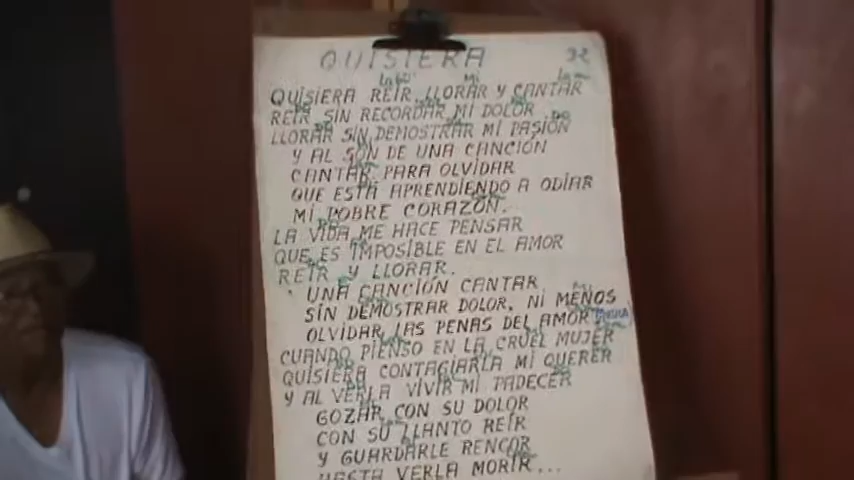 QUISIERA 32
QUISIERA REIR, LLORAR Y CANTAR
REIR SIN RECORDAR MI DOLOR
LLORAR SIN DEMOSTRAR MI PASIÓN
Y AL SON DE UNA CANCIÓN
CANTAR PARA OLVIDAR
QUE ESTÁ APRENDIENDO A ODIAR
MI POBRE CORAZÓN.
LA VIDA ME HACE PENSAR
QUE ES IMPOSIBLE EN EL AMOR
REIR Y LLORAR.
UNA CANCIÓN CANTAR
SIN DEMOSTRAR DOLOR, NI MENOS
OLVIDAR LAS PENAS DEL AMOR
CUANDO PIENSO EN LA CRUEL MUJER
QUISIERA CONTAGIARLA MI QUERER
Y AL VERLA VIVIR MI PADECER
GOZAR CON SU DOLOR
CON SU LLANTO REIR
Y GUARDARLE RENCOR
HASTA VERLA MORIR...